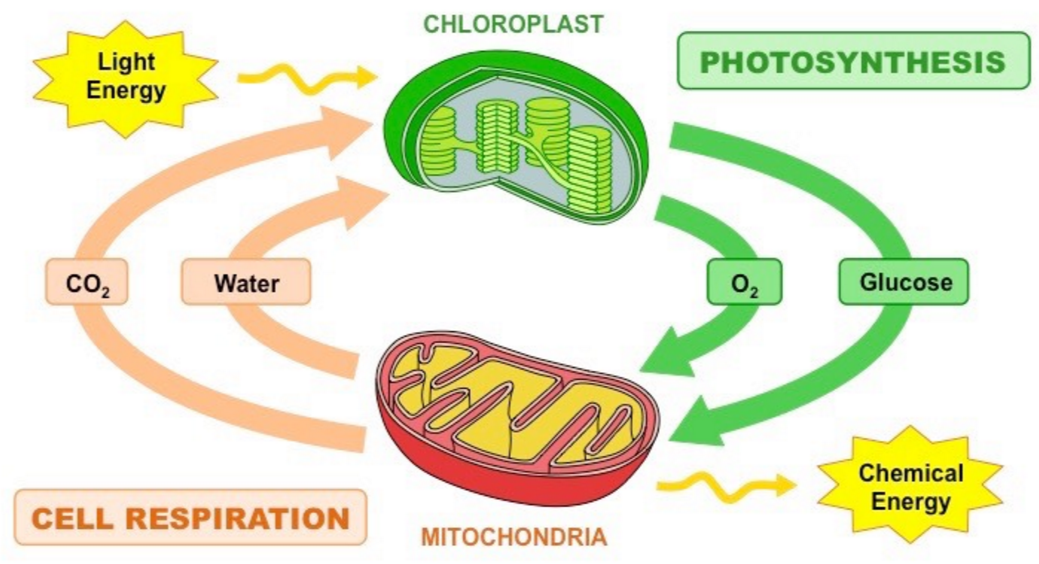 CHLOROPLAST
Light
Energy
PHOTOSYNTHESIS
CO₂
Water
O₂
Glucose
Chemical
Energy
CELL RESPIRATION
MITOCHONDRIA